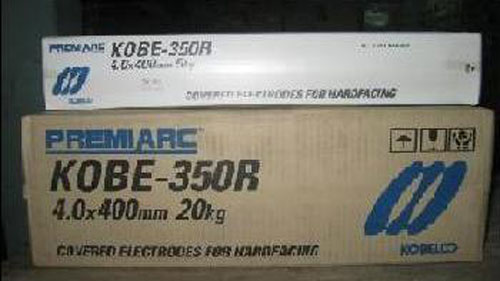 PREMIARC KOBE-350R
4.0x400mm 5kg
COVERED ELECTRODES FOR HARDFACING
PREMIARC
KOBE-350R
4.0x400mm 20kg
COVERED ELECTRODES FOR HARDFACING
KOBELCO